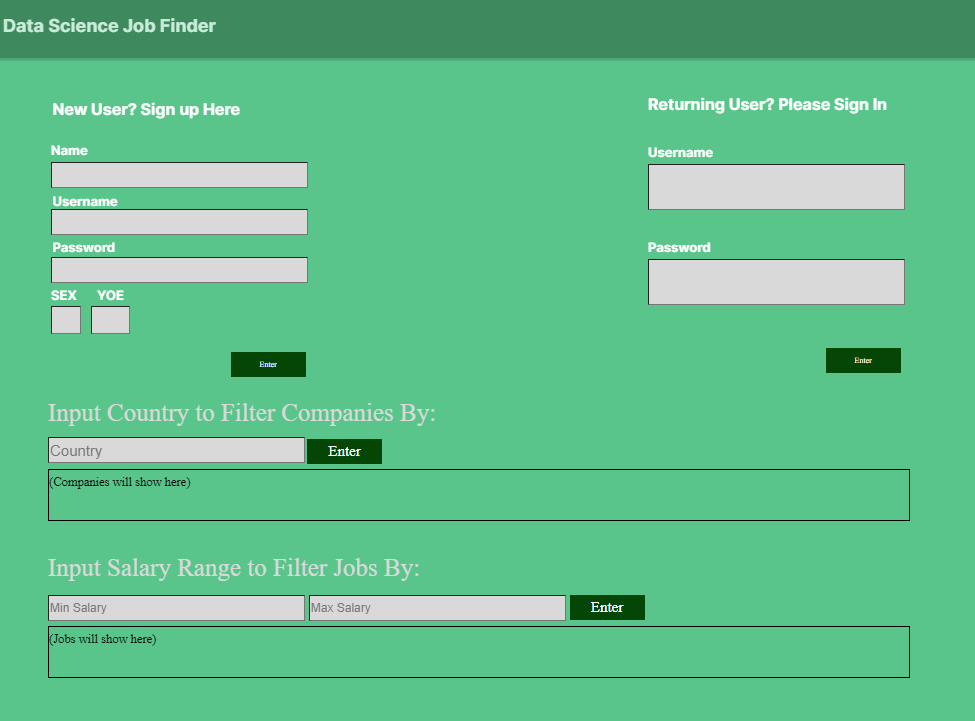 Data Science Job Finder
New User? Sign up Here
Name
Username
Password
SEX YOE
Enter
Returning User? Please Sign In
Username
Password
Enter
Input Country to Filter Companies By:
Country Enter
(Companies will show here)
Input Salary Range to Filter Jobs By:
Min Salary Max Salary Enter
(Jobs will show here)